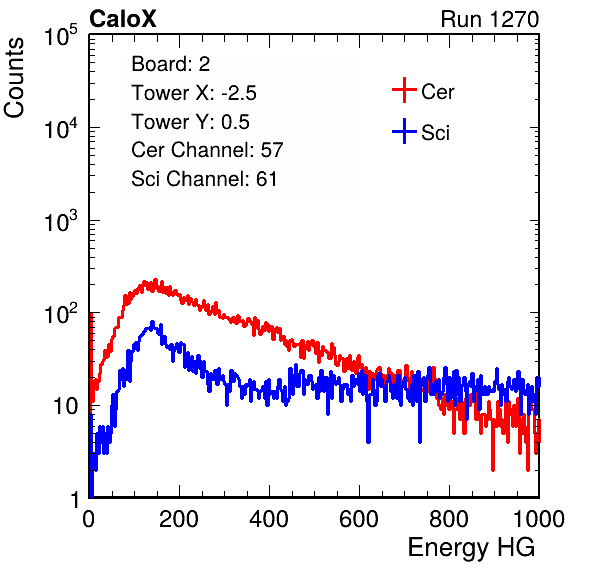 CaloX Run 1270
Counts
Board: 2
Tower X: -2.5
Tower Y: 0.5
Cer Channel: 57
Sci Channel: 61
Cer
Sci
10^5
10^4
10^3
10^2
10
1
0 200 400 600 800 1000
Energy HG